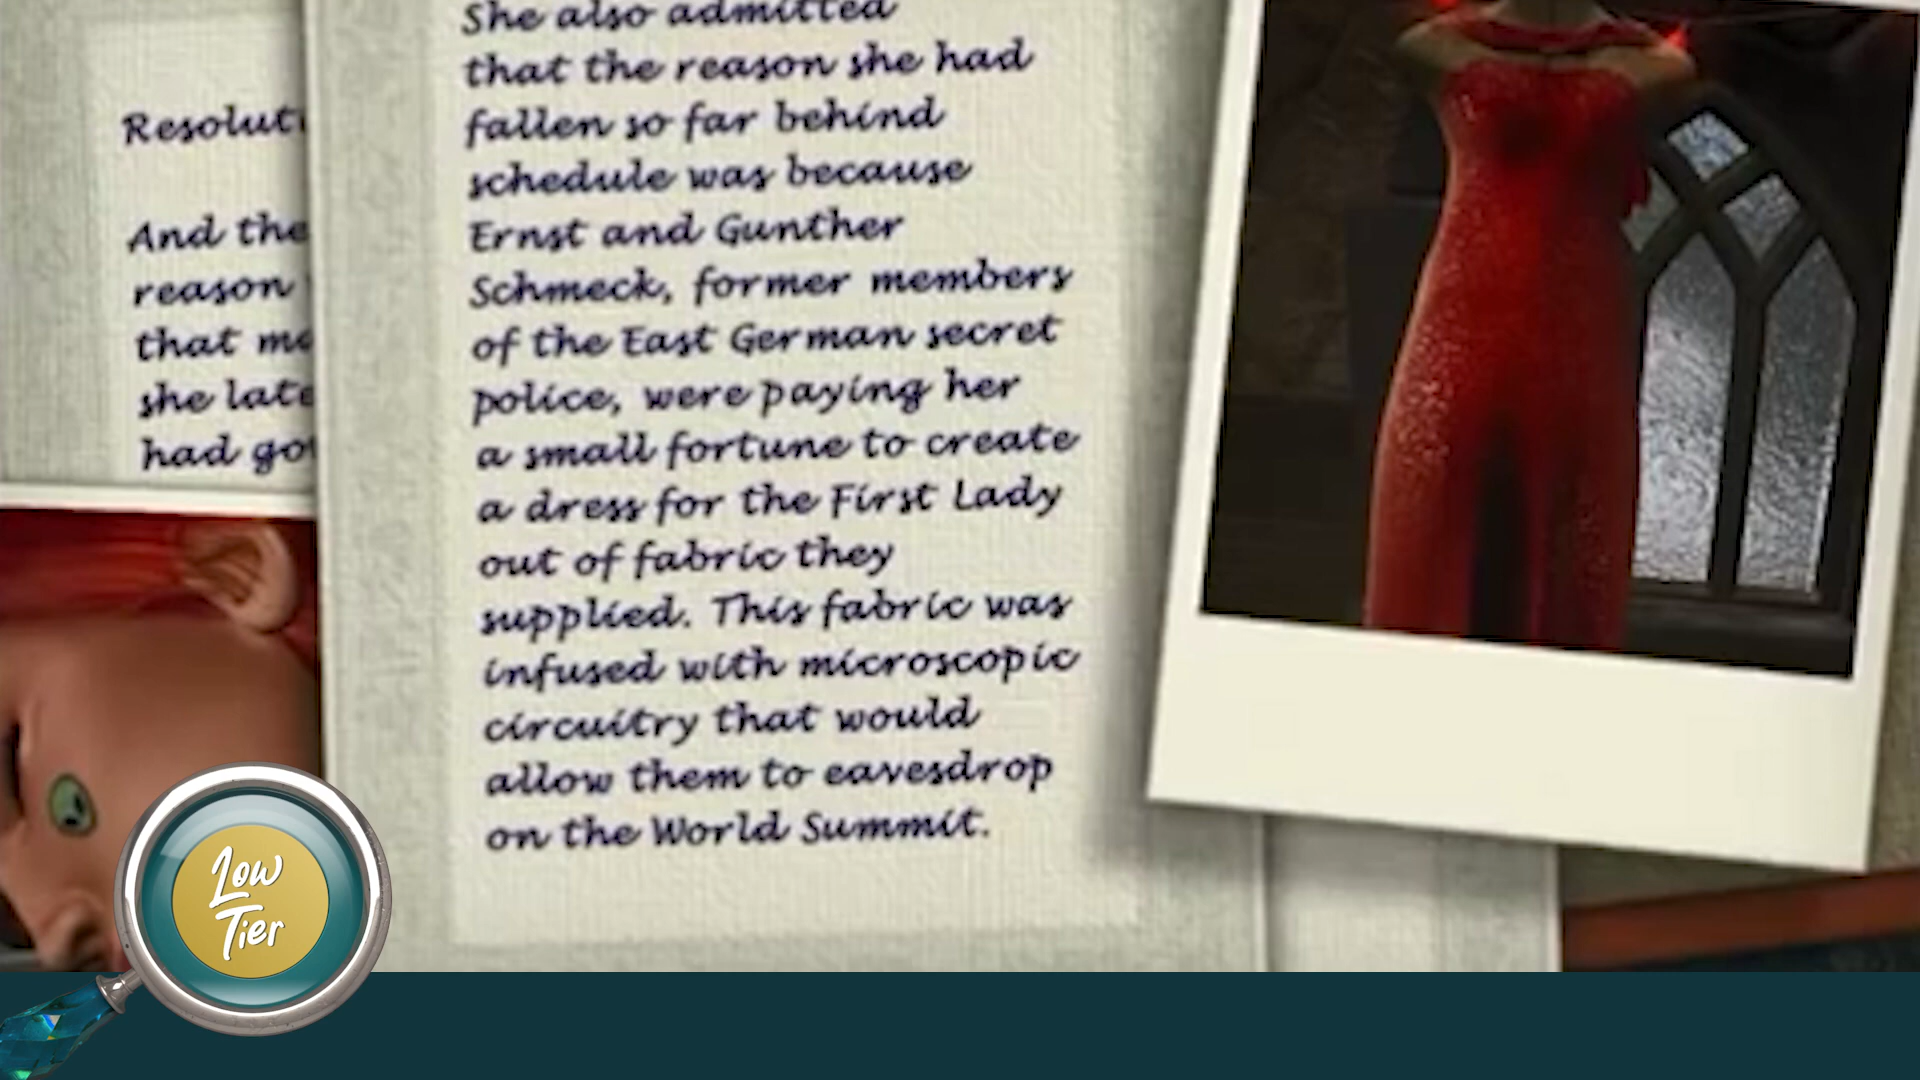 She also admitted
that the reason she had
fallen so far behind
schedule was because
Ernst and Gunther
Schmeck, former members
of the East German secret
police, were paying her
a small fortune to create
a dress for the First Lady
out of fabric they
supplied. This fabric was
infused with microscopic
circuitry that would
allow them to eavesdrop
on the World Summit.
And the
reason
that
she
had
Low
Tier